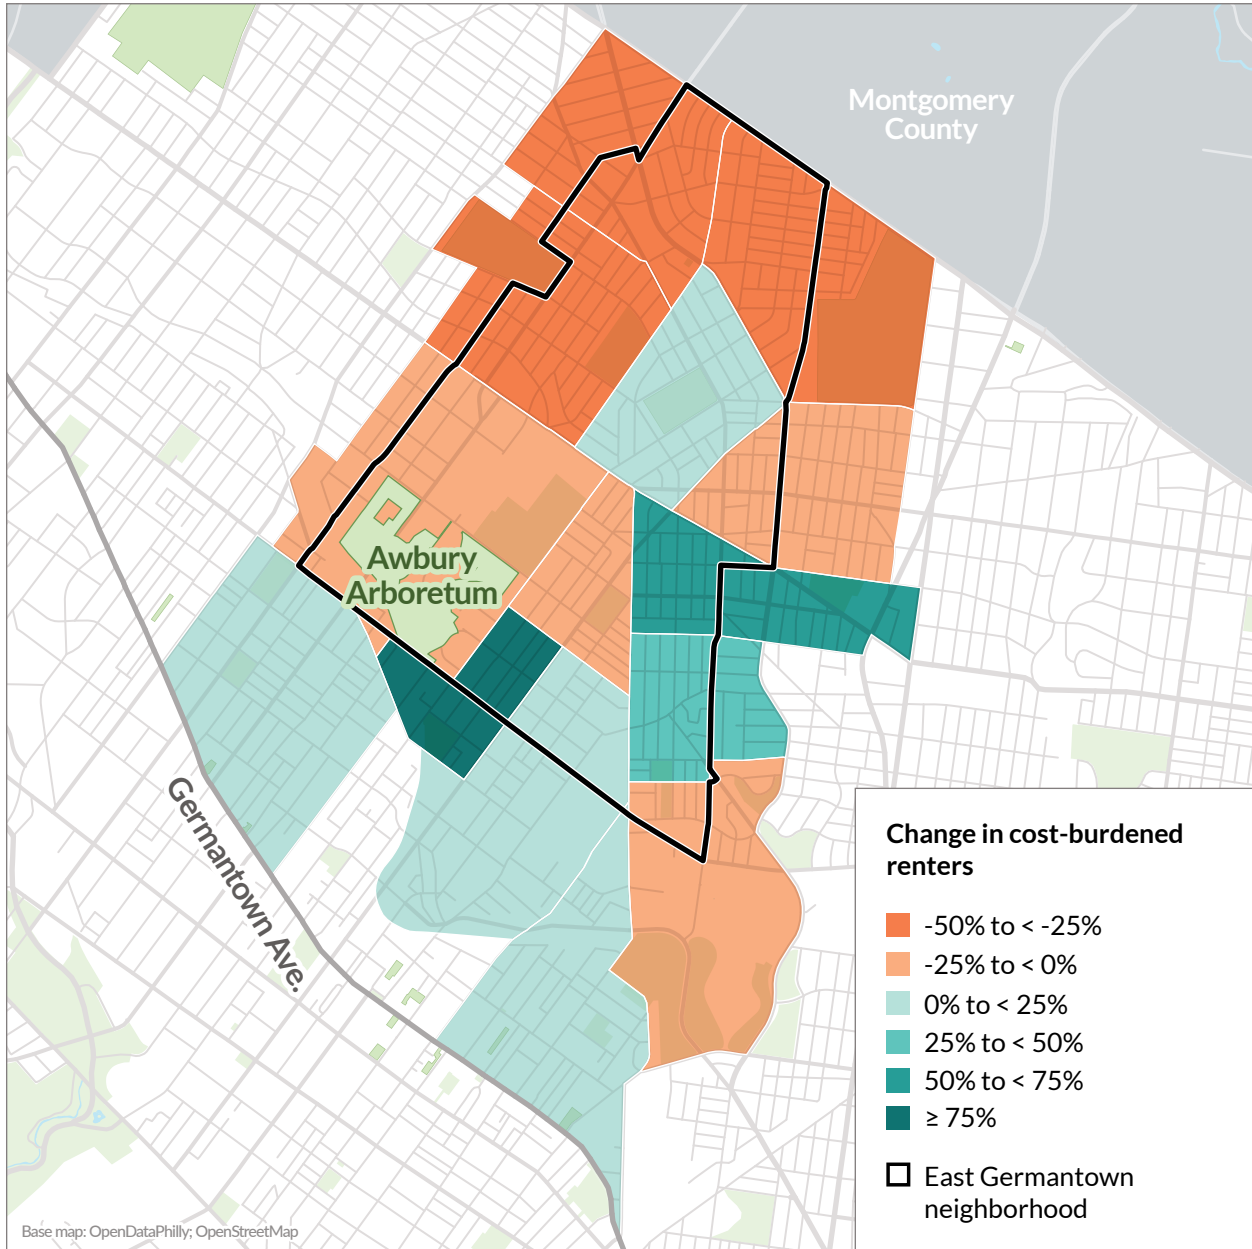 Montgomery
County
Awbury
Arboretum
Germantown Ave.
Change in cost-burdened
renters
-50% to < -25%
-25% to < 0%
0% to < 25%
25% to < 50%
50% to < 75%
≥ 75%
East Germantown
neighborhood
Base map: OpenDataPhilly; OpenStreetMap